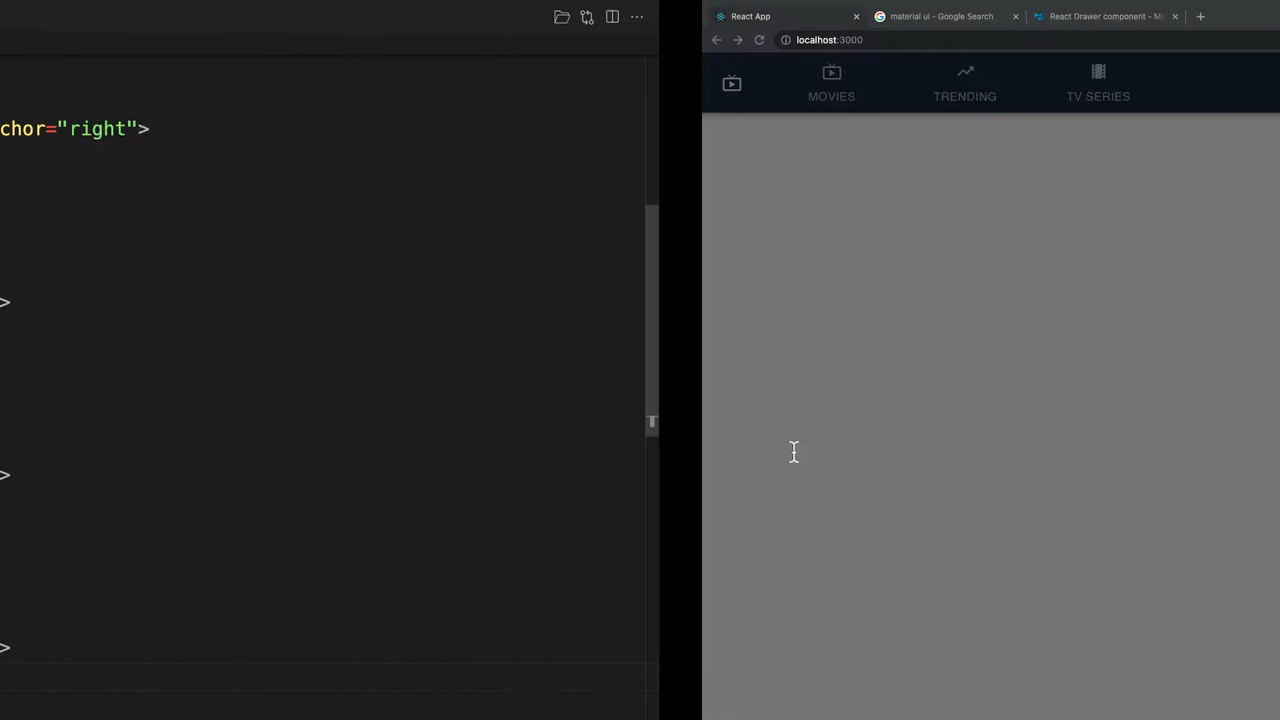 chor="right">
>
>
>
React App
material ui - Google Search
React Drawer component - M
localhost:3000
MOVIES
TRENDING
TV SERIES